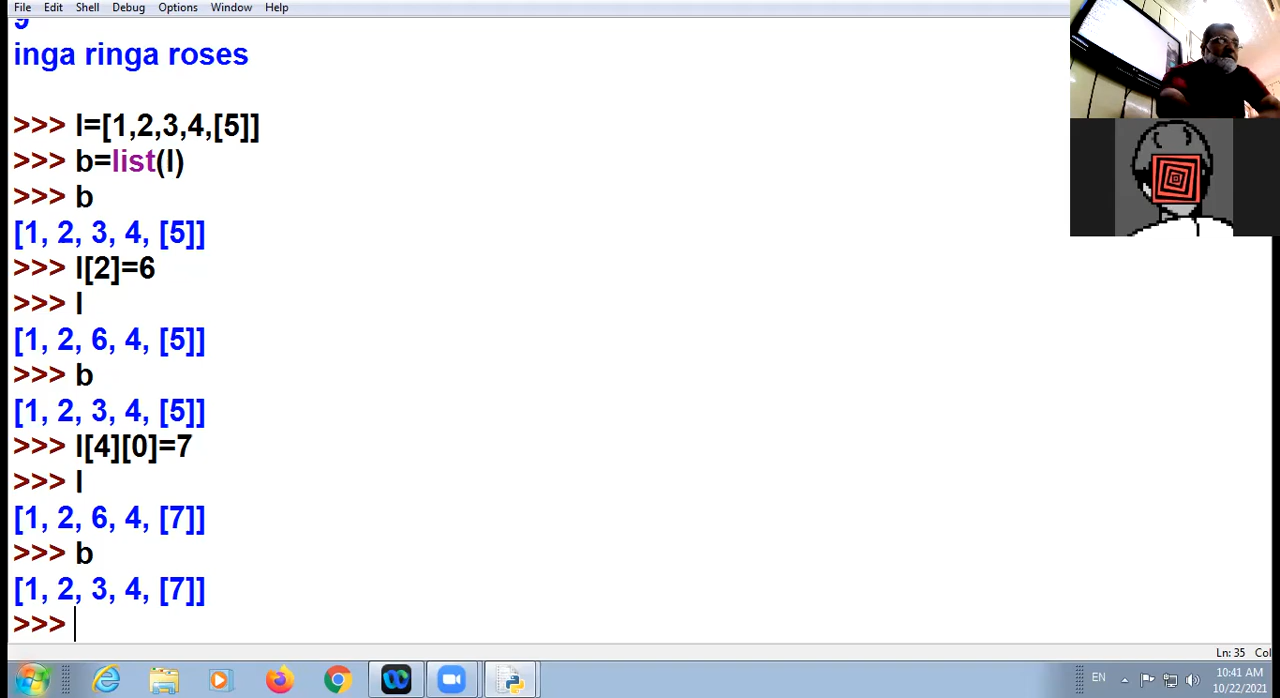 File Edit Shell Debug Options Window Help
inga ringa roses
>>> l=[1,2,3,4,[5]]
>>> b=list(l)
>>> b
[1, 2, 3, 4, [5]]
>>> l[2]=6
>>> l
[1, 2, 6, 4, [5]]
>>> b
[1, 2, 3, 4, [5]]
>>> l[4][0]=7
>>> l
[1, 2, 6, 4, [7]]
>>> b
[1, 2, 3, 4, [7]]
>>>
Ln: 35 Col
EN
10:41 AM
10/22/2021